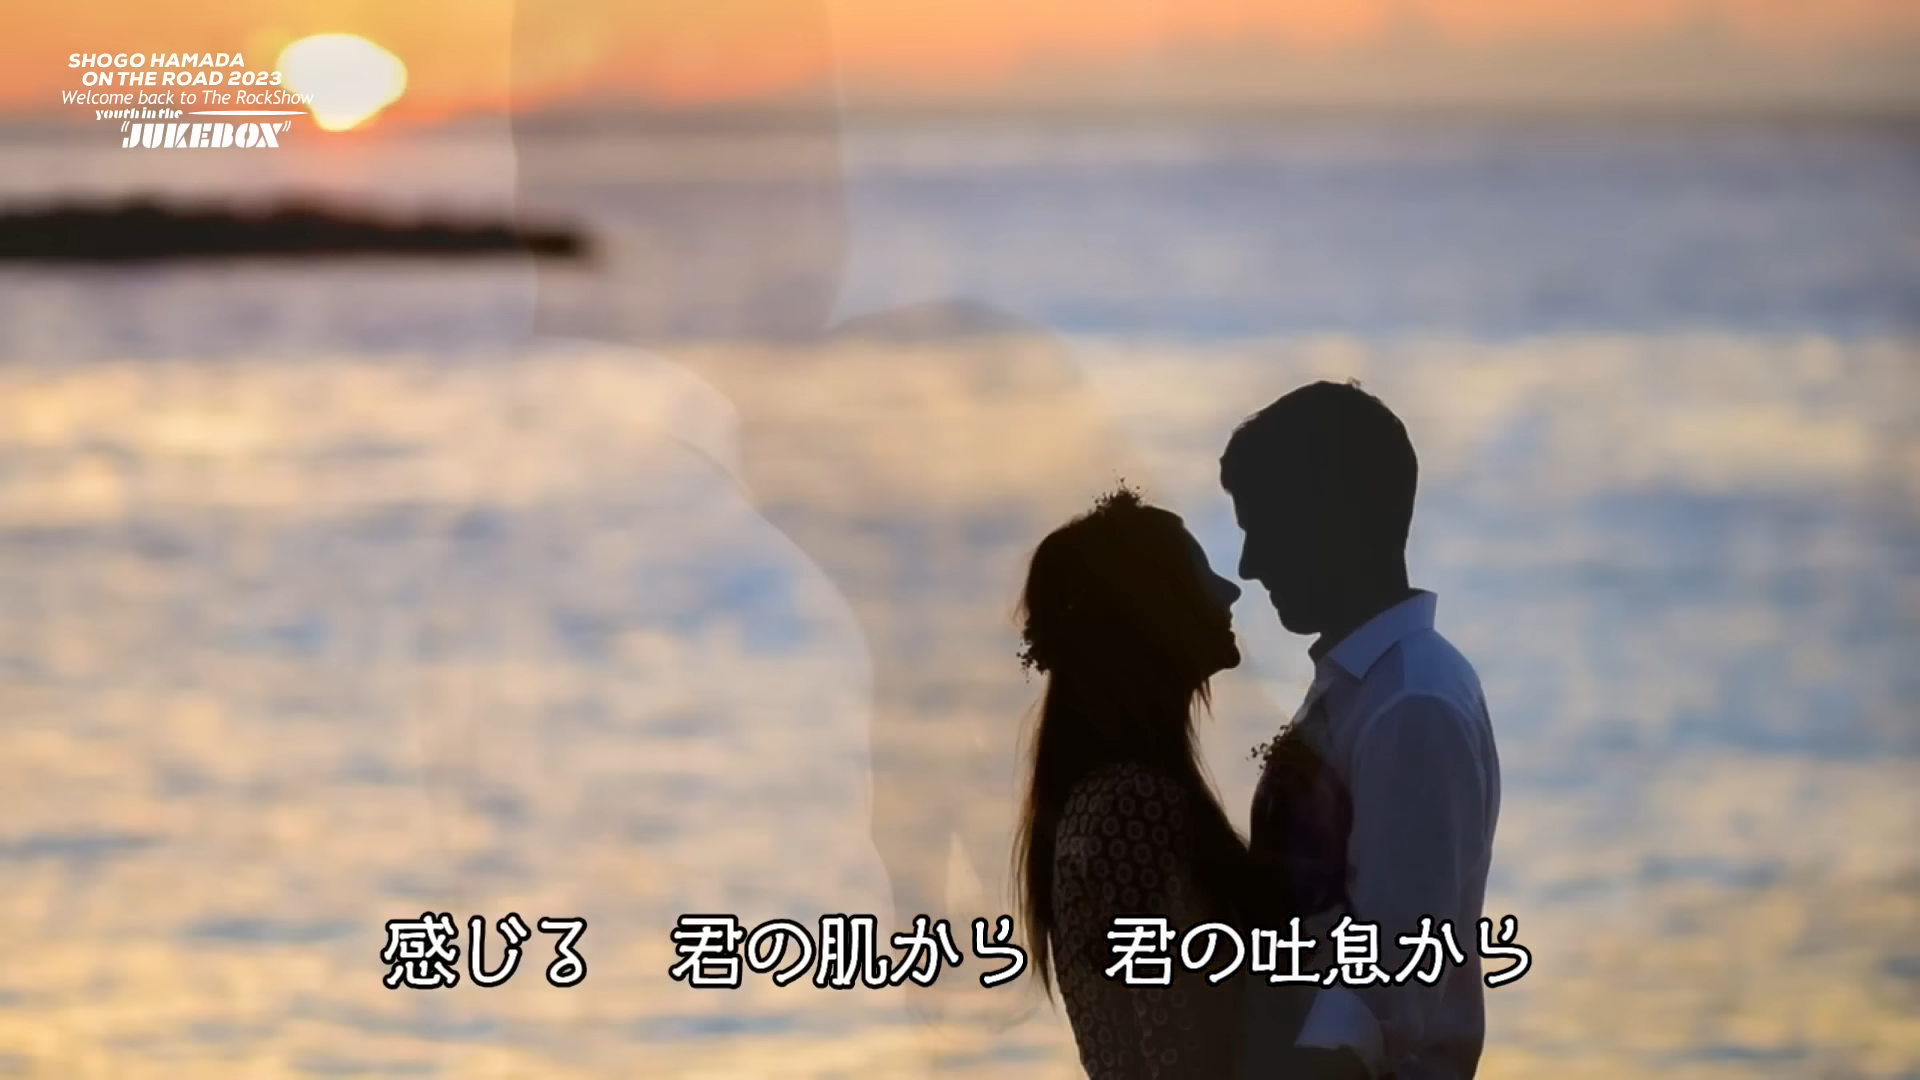 SHOGO HAMADA
ON THE ROAD 2023
Welcome back to The RockShow
youth in the
"JUKEBOX"
感じる　君の肌から　君の吐息から